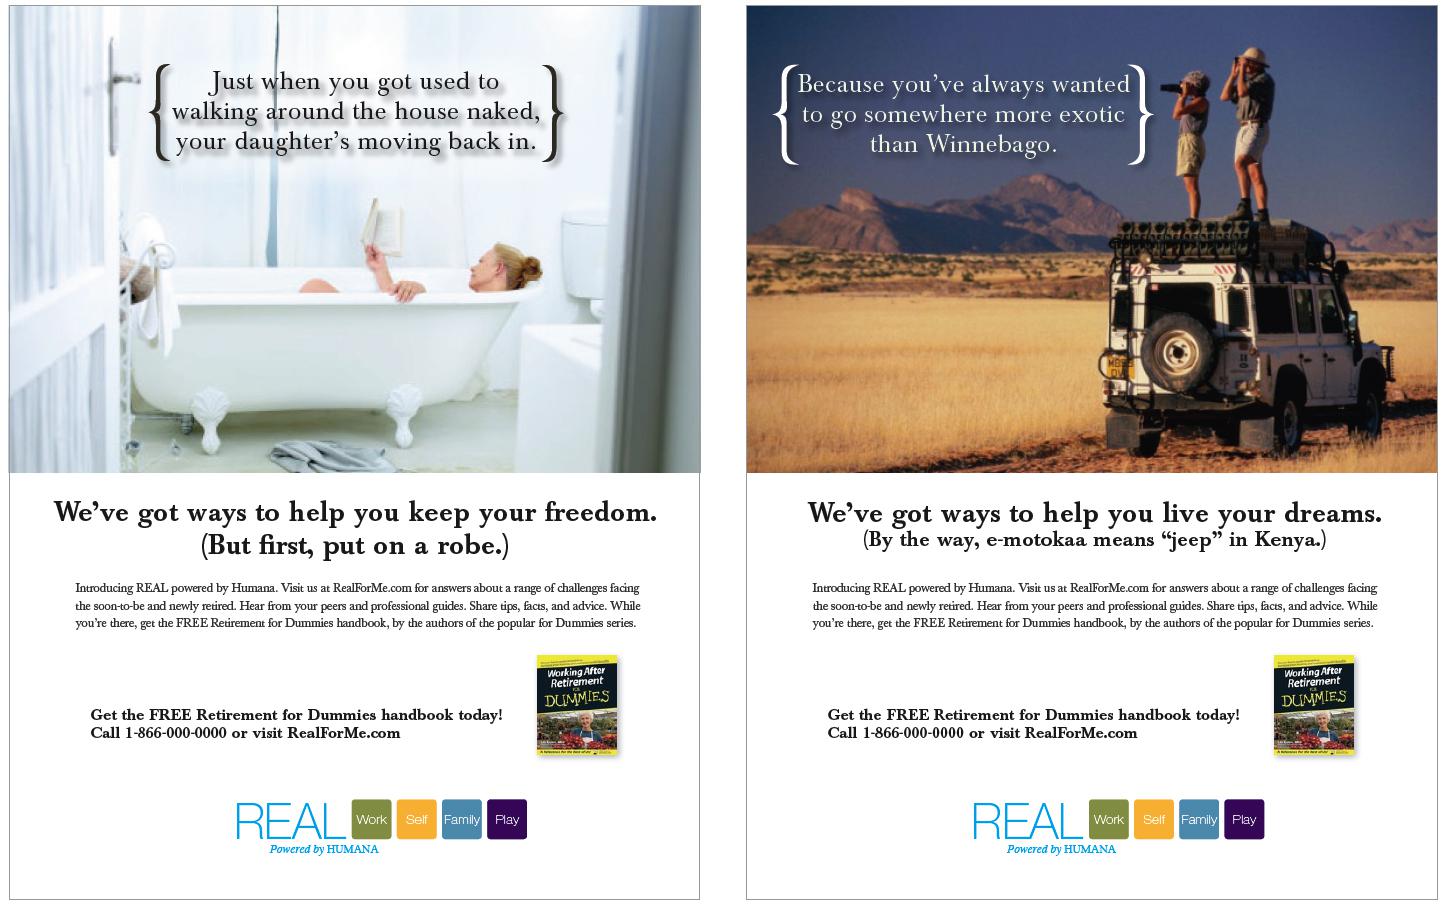 Just when you got used to
walking around the house naked,
your daughter's moving back in.
We've got ways to help you keep your freedom.
(But first, put on a robe.)
Introducing REAL powered by Humana. Visit us at RealForMe.com for answers about a range of challenges facing
the soon-to-be and newly retired. Hear from your peers and professional guides. Share tips, facts, and advice. While
you're there, get the FREE Retirement for Dummies handbook, by the authors of the popular for Dummies series.
Working After
Retirement
FOR
DUMMIES
Get the FREE Retirement for Dummies handbook today!
Call 1-866-000-0000 or visit RealForMe.com
REAL Work Self Family Play
Powered by HUMANA
Because you've always wanted
to go somewhere more exotic
than Winnebago.
We've got ways to help you live your dreams.
(By the way, e-motokaa means “jeep” in Kenya.)
Introducing REAL powered by Humana. Visit us at RealForMe.com for answers about a range of challenges facing
the soon-to-be and newly retired. Hear from your peers and professional guides. Share tips, facts, and advice. While
you're there, get the FREE Retirement for Dummies handbook, by the authors of the popular for Dummies series.
Working After
Retirement
FOR
DUMMIES
Get the FREE Retirement for Dummies handbook today!
Call 1-866-000-0000 or visit RealForMe.com
REAL Work Self Family Play
Powered by HUMANA